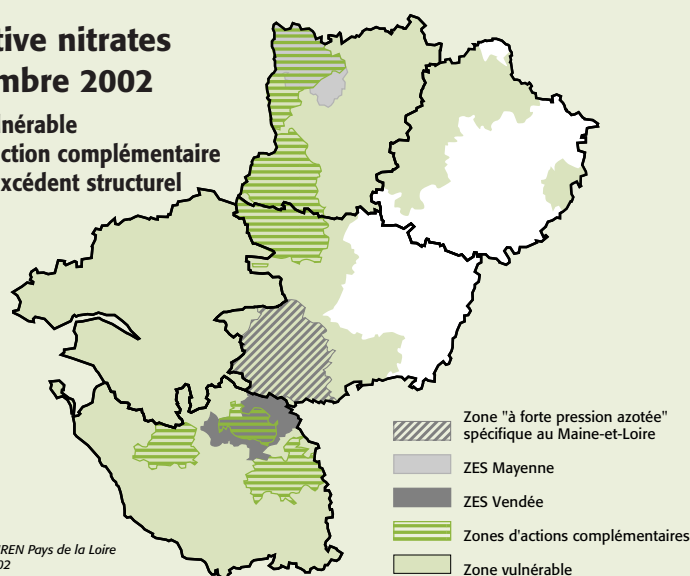 tive nitrates
mbre 2002
lnérable
ction complémentaire
xcédent structurel
Zone "à forte pression azotée"
spécifique au Maine-et-Loire
ZES Mayenne
ZES Vendée
Zones d'actions complémentaires
Zone vulnérable
REN Pays de la Loire
02